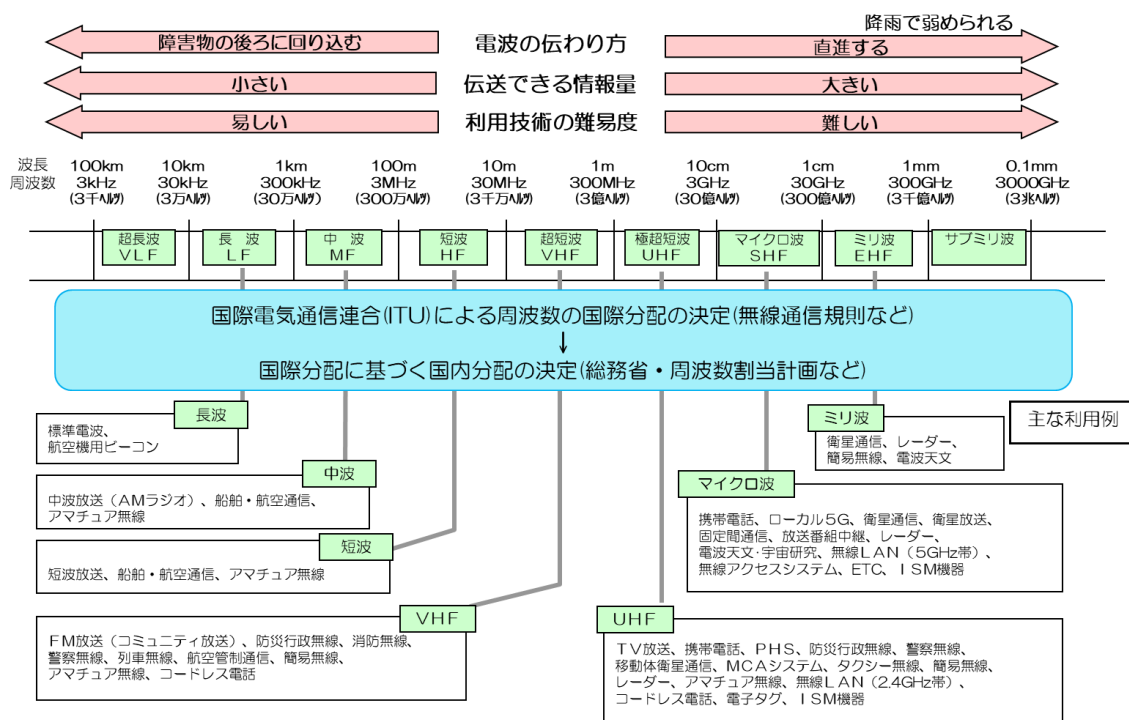 降雨で弱められる
障害物の後ろに回り込む 電波の伝わり方 直進する
小さい 伝送できる情報量 大きい
易しい 利用技術の難易度 難しい
波長 100km 10km 1km 100m 10m 1m 10cm 1cm 1mm 0.1mm
周波数 3kHz 30kHz 300kHz 3MHz 30MHz 300MHz 3GHz 30GHz 300GHz 3000GHz
(3千ヘルツ) (3万ヘルツ) (30万ヘルツ) (300万ヘルツ) (3千万ヘルツ) (3億ヘルツ) (30億ヘルツ) (300億ヘルツ) (3千億ヘルツ) (3兆ヘルツ)
超長波 長 波 中 波 短波 超短波 極超短波 マイクロ波 ミリ波 サブミリ波
VLF LF MF HF VHF UHF SHF EHF
国際電気通信連合(ITU)による周波数の国際分配の決定(無線通信規則など)
↓
国際分配に基づく国内分配の決定(総務省・周波数割当計画など)
主な利用例
長波
標準電波、
航空機用ビーコン
中波
中波放送（AMラジオ）、船舶・航空通信、
アマチュア無線
短波
短波放送、船舶・航空通信、アマチュア無線
VHF
FM放送（コミュニティ放送）、防災行政無線、消防無線、
警察無線、列車無線、航空管制通信、簡易無線、
アマチュア無線、コードレス電話
ミリ波
衛星通信、レーダー、
簡易無線、電波天文
マイクロ波
携帯電話、ローカル5G、衛星通信、衛星放送、
固定間通信、放送番組中継、レーダー、
電波天文・宇宙研究、無線LAN（5GHz帯）、
無線アクセスシステム、ETC、ISM機器
UHF
TV放送、携帯電話、PHS、防災行政無線、警察無線、
移動体衛星通信、MCAシステム、タクシー無線、簡易無線、
レーダー、アマチュア無線、無線LAN（2.4GHz帯）、
コードレス電話、電子タグ、ISM機器